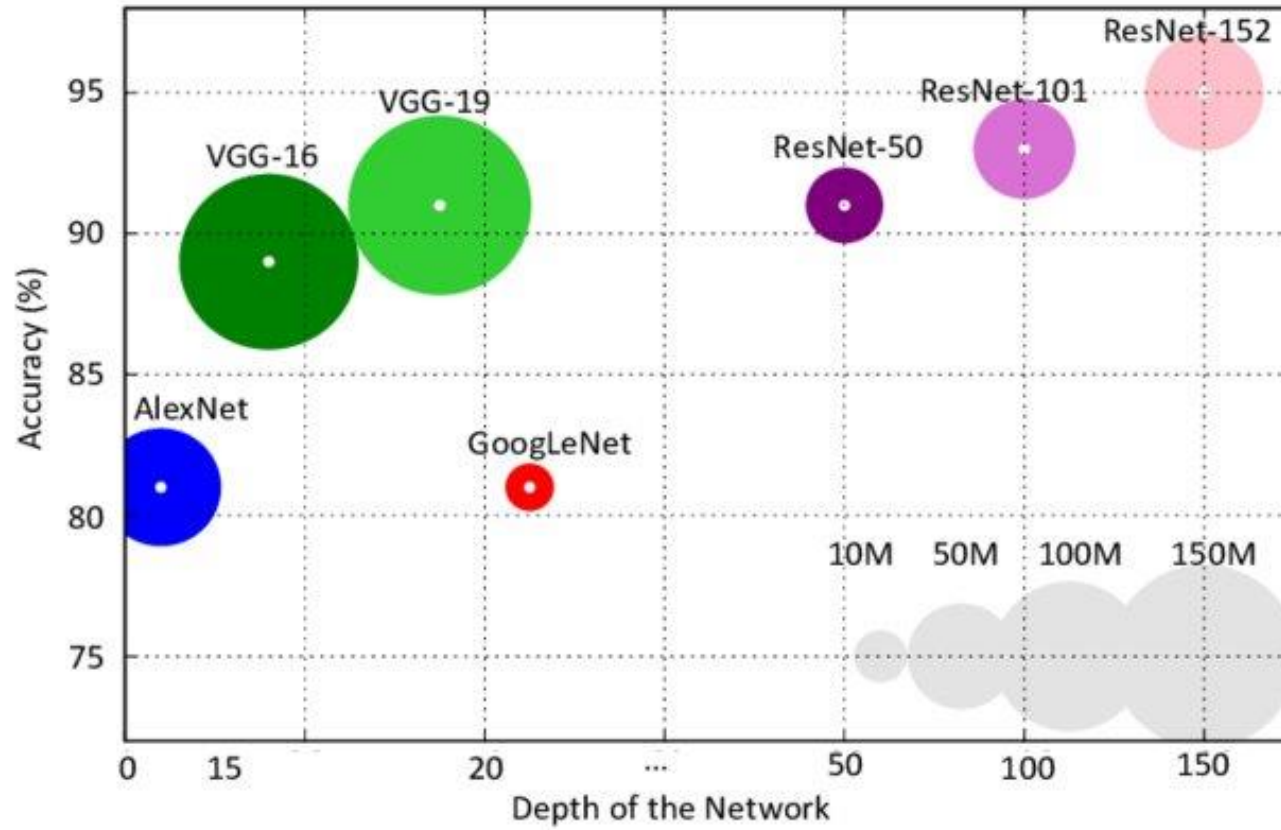 ResNet-152
95
VGG-19
ResNet-101
VGG-16
ResNet-50
90
Accuracy (%)
85
AlexNet
GoogLeNet
80
10M 50M 100M 150M
75
0 15 20 ... 50 100 150
Depth of the Network